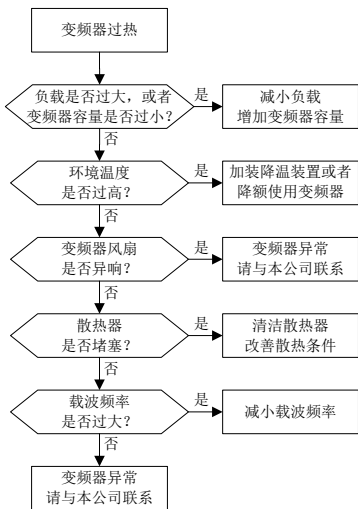 变频器过热
负载是否过大，或者
变频器容量是否过小？
是
减小负载
增加变频器容量
否
环境温度
是否过高？
是
加装降温装置或者
降额使用变频器
否
变频器风扇
是否异响？
是
变频器异常
请与本公司联系
否
散热器
是否堵塞？
是
清洁散热器
改善散热条件
否
载波频率
是否过大？
是
减小载波频率
否
变频器异常
请与本公司联系